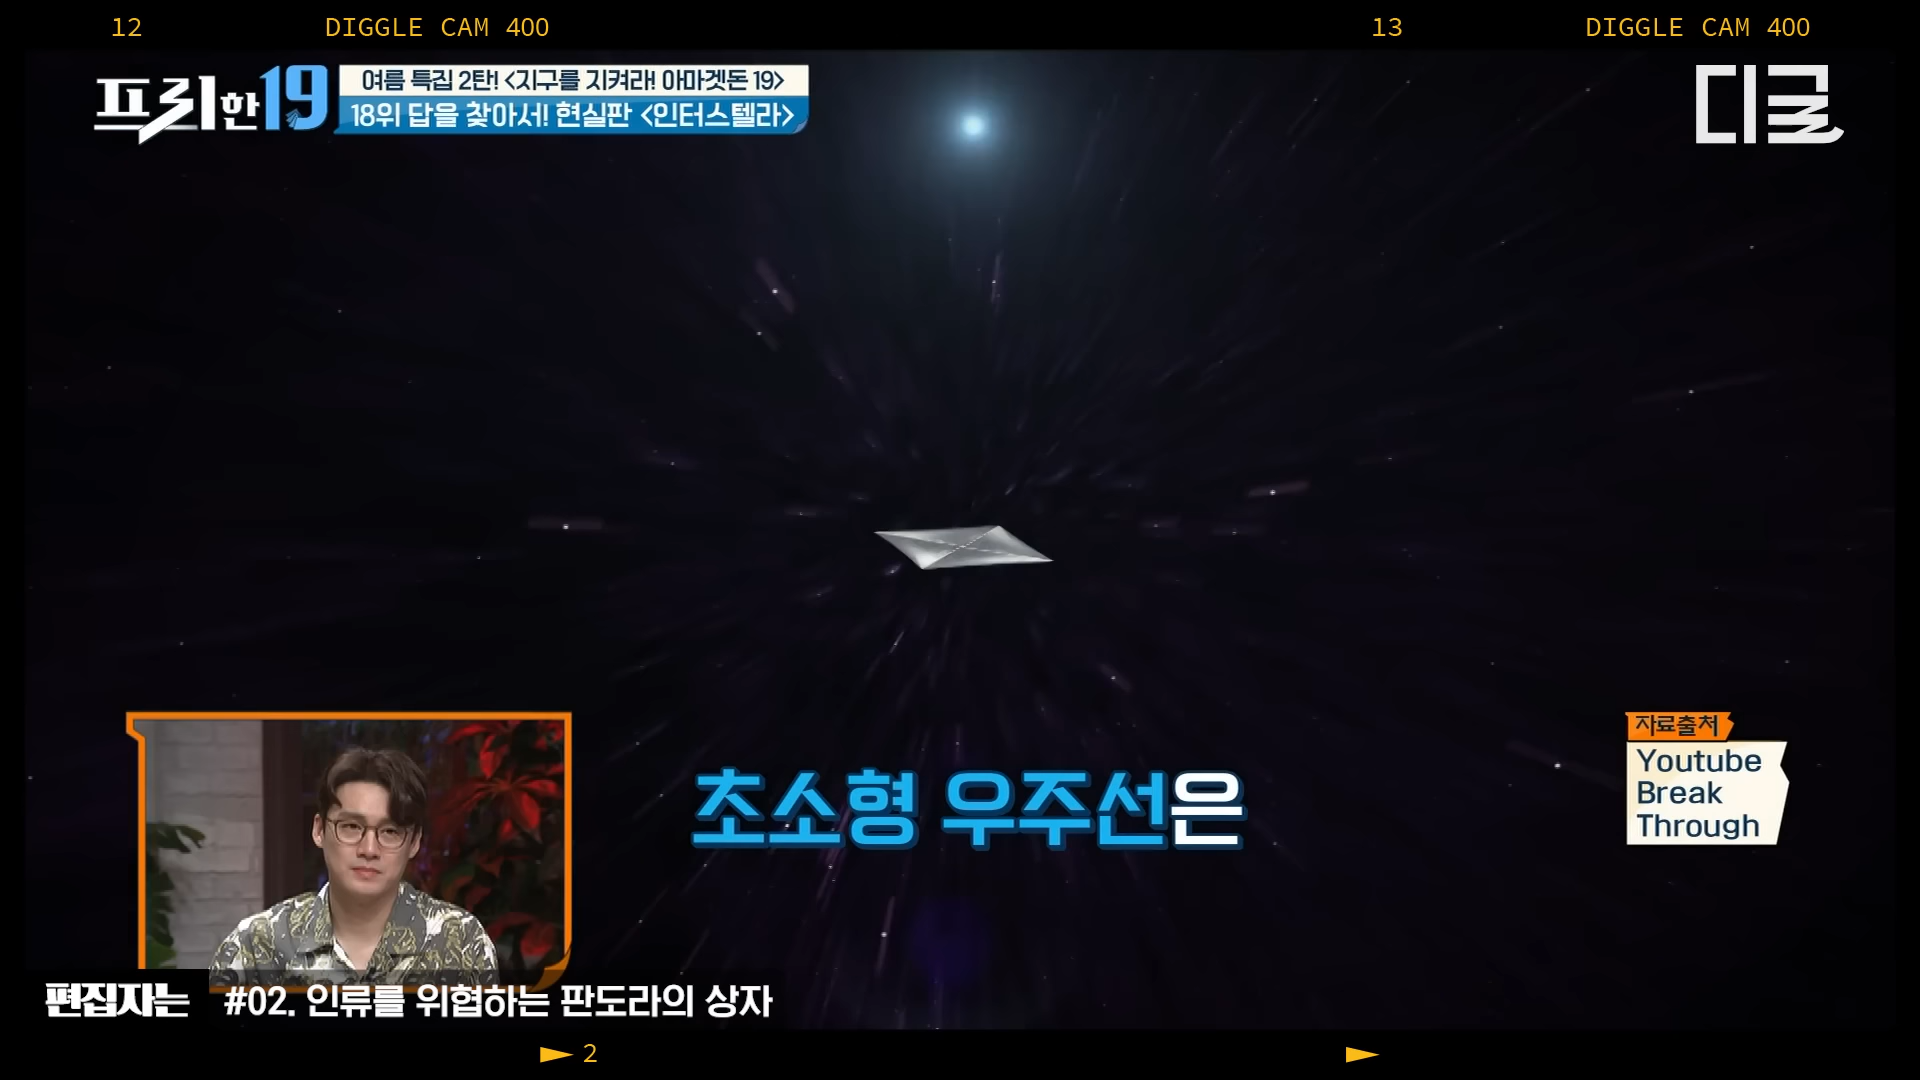 12
DIGGLE CAM 400
13
DIGGLE CAM 400
프리한19
여름 특집 2탄! <지구를 지켜라! 아마겟돈 19>
18위 답을 찾아서! 현실판 <인터스텔라>
디글
자료출처
Youtube
Break
Through
초소형 우주선은
편집자는
#02. 인류를 위협하는 판도라의 상자
2